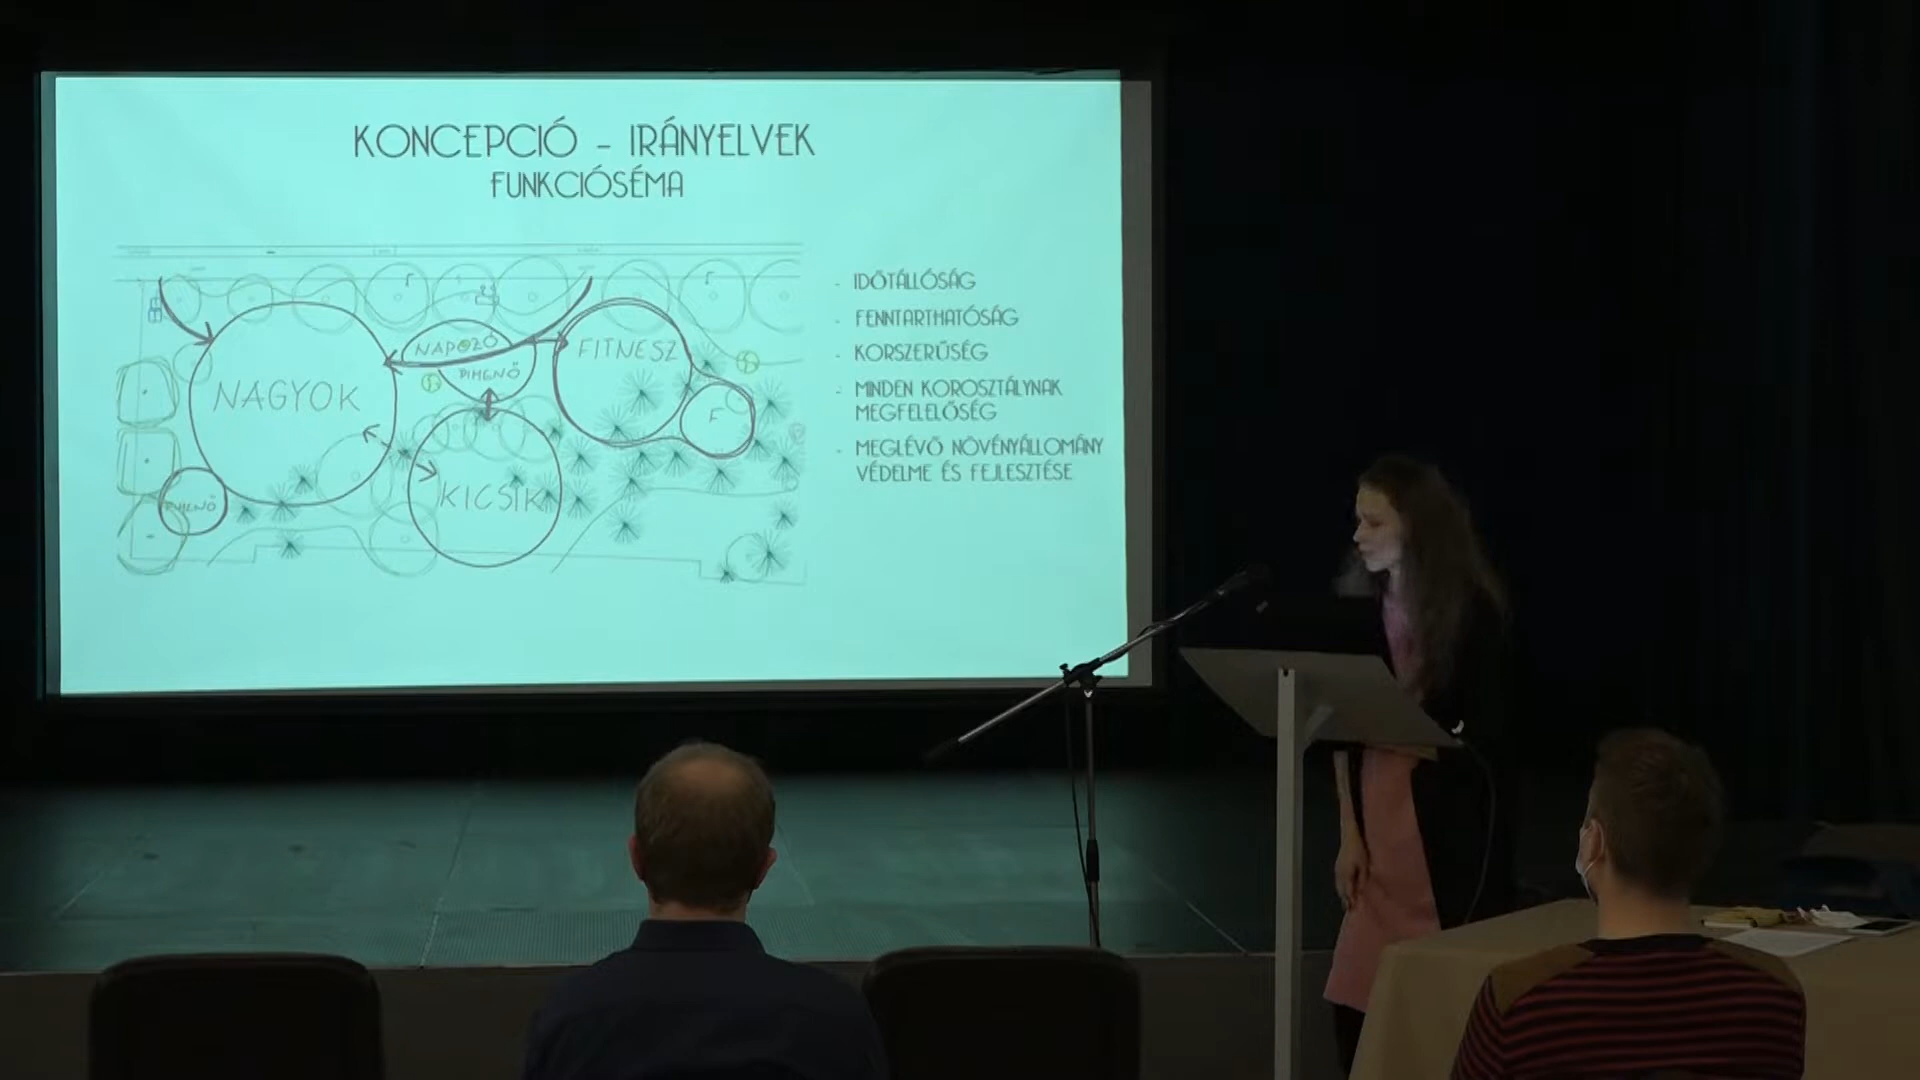 KONCEPCIÓ - IRÁNYELVEK
FUNKCIÓSÉMA
NAPOZÓ
PIHENŐ
FITNESZ
NAGYOK
F
KICSIK
PIHENŐ
- IDŐTÁLLÓSÁG
- FENNTARTHATÓSÁG
- KORSZERŰSÉG
- MINDEN KOROSZTÁLYNAK
MEGFELELŐSÉG
- MEGLÉVŐ NÖVÉNYÁLLOMÁNY
VÉDELME ÉS FEJLESZTÉSE